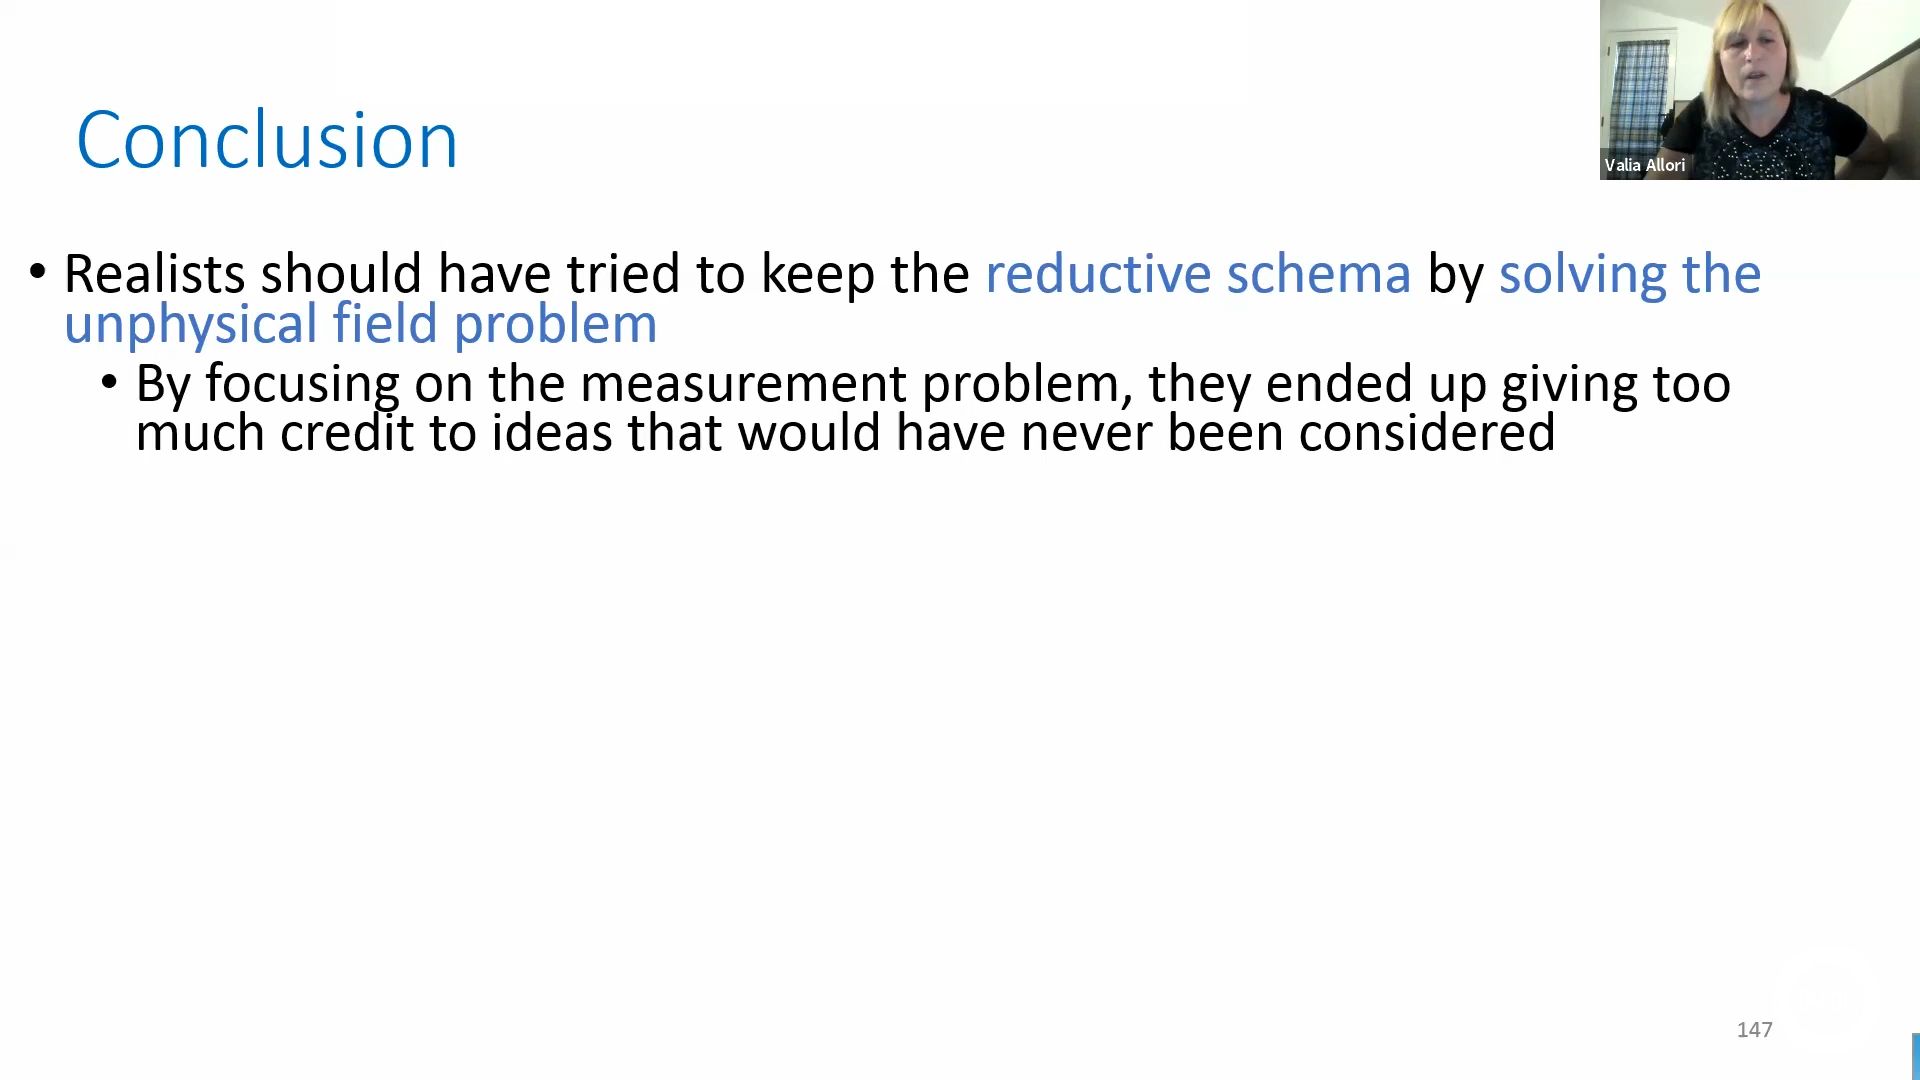 Conclusion
Valia Allori
• Realists should have tried to keep the reductive schema by solving the
unphysical field problem
• By focusing on the measurement problem, they ended up giving too
much credit to ideas that would have never been considered
147